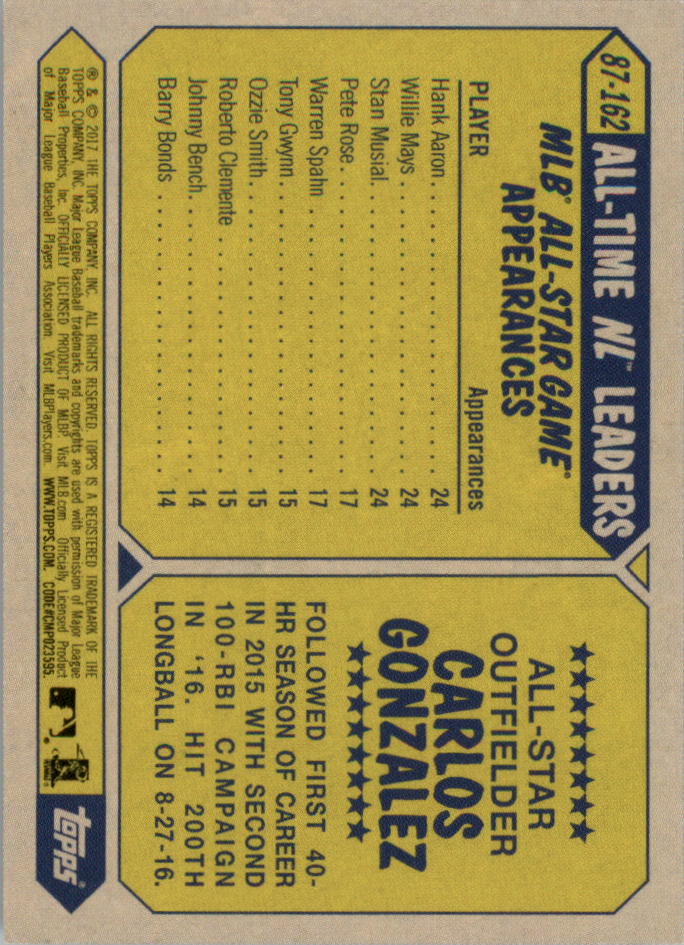 87-162
ALL-TIME NL™ LEADERS
MLB® ALL-STAR GAME®
APPEARANCES
PLAYER Appearances
Hank Aaron 24
Willie Mays 24
Stan Musial 24
Pete Rose 17
Warren Spahn 17
Tony Gwynn 15
Ozzie Smith 15
Roberto Clemente 15
Johnny Bench 14
Barry Bonds 14
ALL-STAR
OUTFIELDER
CARLOS
GONZALEZ
FOLLOWED FIRST 40-
HR SEASON OF CAREER
IN 2015 WITH SECOND
100-RBI CAMPAIGN
IN '16. HIT 200TH
LONGBALL ON 8-27-16.
® & © 2017 THE TOPPS COMPANY, INC. ALL RIGHTS RESERVED. TOPPS IS A REGISTERED TRADEMARK OF THE
TOPPS COMPANY, INC. Major League Baseball trademarks and copyrights are used with permission of Major League
Baseball Properties, Inc. OFFICIALLY LICENSED PRODUCT OF MLBP. Visit MLB.com Officially Licensed Product
of Major League Baseball Players Association. Visit MLBPlayers.com. WWW.TOPPS.COM. CODE#CMP023595.
topps®